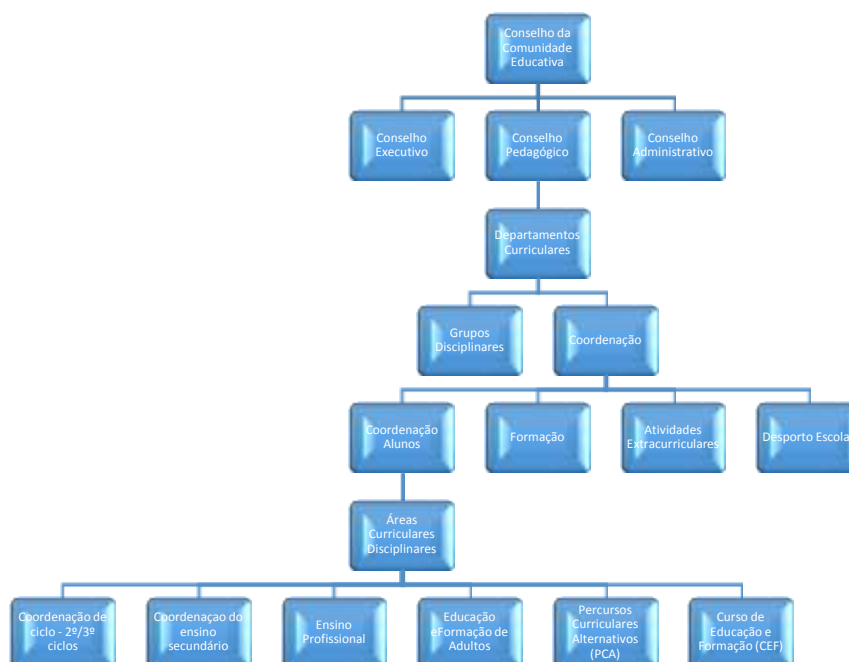 Conselho da
Comunidade
Educativa
Conselho
Executivo
Conselho
Pedagógico
Conselho
Administrativo
Departamentos
Curriculares
Grupos
Disciplinares
Coordenação
Coordenação
Alunos
Formação
Atividades
Extracurriculares
Desporto Escola
Áreas
Curriculares
Disciplinares
Coordenação de
ciclo - 2º/3º
ciclos
Coordenaçao do
ensino
secundário
Ensino
Profissional
Educação
eFormação de
Adultos
Percursos
Curriculares
Alternativos
(PCA)
Curso de
Educação e
Formação (CEF)